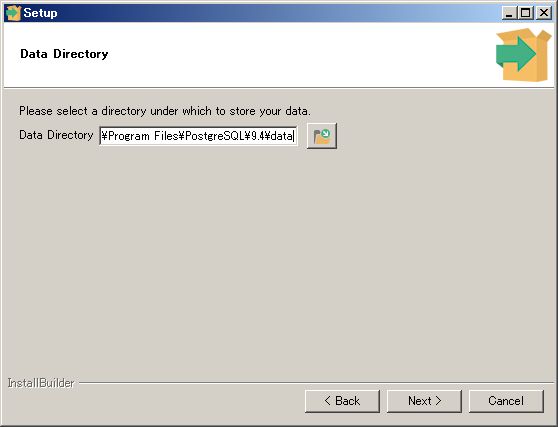 Setup
Data Directory
Please select a directory under which to store your data.
Data Directory ¥Program Files¥PostgreSQL¥9.4¥data
InstallBuilder
< Back Next > Cancel